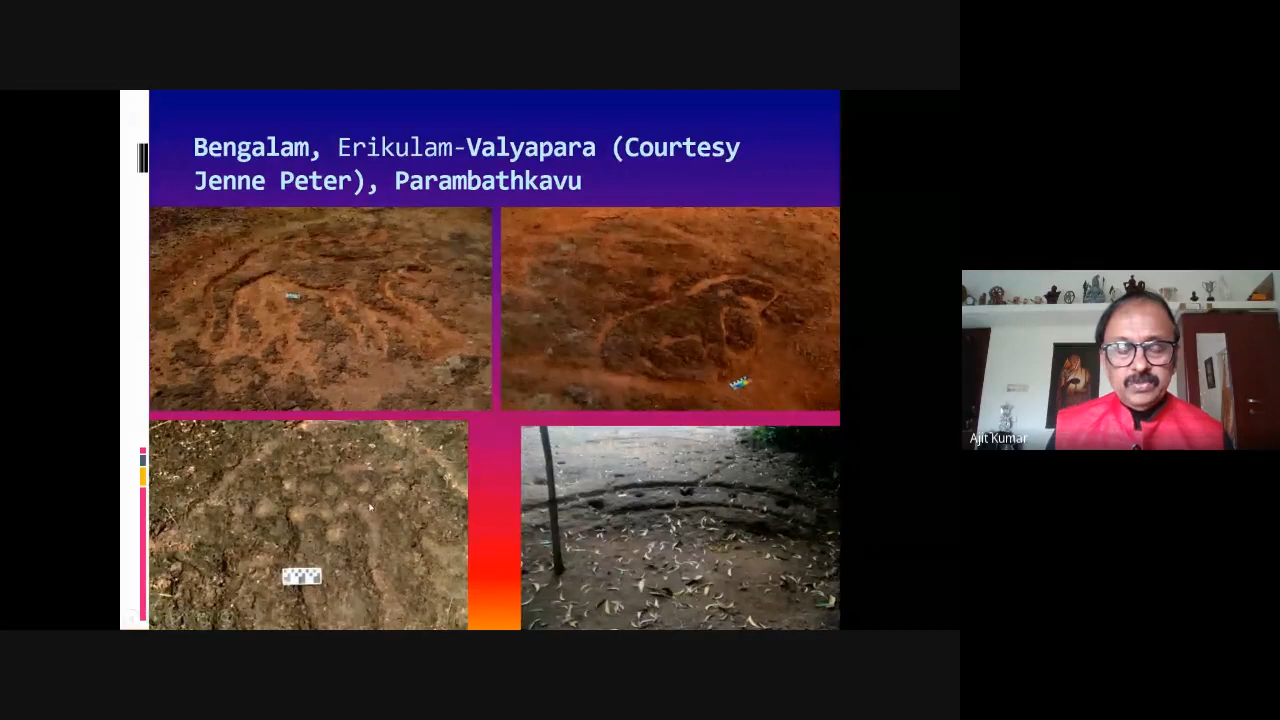 Bengalam, Erikulam-Valyapara (Courtesy
Jenne Peter), Parambathkavu
Ajit Kumar